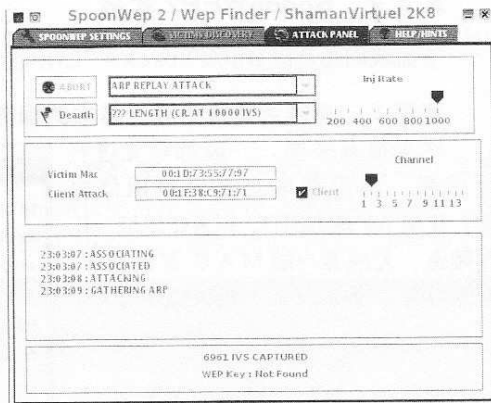 SpoonWep 2 / Wep Finder / ShamanVirtuel 2K8
SPOONWEP SETTINGS VICTIMS DISCOVERY ATTACK PANEL HELP/HINTS
ABORT ARP REPLAY ATTACK Inj Rate
Deauth ??? LENGTH (CR. AT 10000 IVS)
200 400 600 800 1000
Channel
Victim Mac 00:1D:73:55:77:97
Client Attack 00:1F:38:C9:71:71 Client
1 3 5 7 9 11 13
23:03:07 : ASSOCIATING
23:03:07 : ASSOCIATED
23:03:08 : ATTACKING
23:03:09 : GATHERING ARP
6961 IVS CAPTURED
WEP Key : Not Found